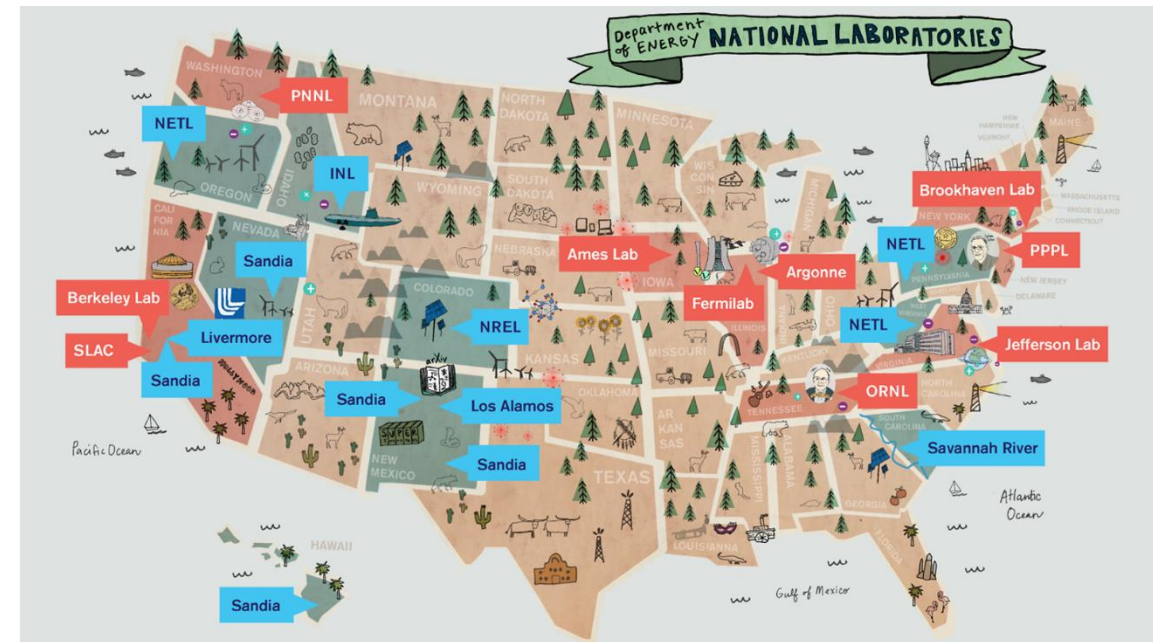 Department
of ENERGY NATIONAL LABORATORIES
WASHINGTON
PNNL
MONTANA
NORTH
DAKOTA
MINNESOTA
NEW
HAMPSHIRE
VERMONT
MAINE
NETL
OREGON
IDAHO
INL
WYOMING
SOUTH
DAKOTA
WIS
CON
SIN
MICHIGAN
Brookhaven Lab
NEW YORK
MASSACHUSETTS
RHODE ISLAND
CONNECTICUT
CALI
FOR
NIA
NEVADA
Sandia
NEBRASKA
Ames Lab
IOWA
Argonne
NETL
PPPL
PENNSYLVANIA
NEW JERSEY
DELAWARE
Berkeley Lab
Livermore
SLAC
Sandia
UTAH
COLORADO
NREL
Fermilab
ILLINOIS
INDIANA
OHIO
NETL
VIRGINIA
Jefferson Lab
HOLLYWOOD
ARIZONA
arXiv
KANSAS
MISSOURI
KENTUCKY
Sandia
Los Alamos
OKLAHOMA
TENNESSEE
ORNL
NORTH
CAROLINA
SUPER
NEW
MEXICO
Sandia
AR
KAN
SAS
MISSISSIPPI
ALABAMA
GEORGIA
SOUTH
CAROLINA
Savannah River
Pacific Ocean
TEXAS
LOUISIANNA
FLORIDA
Atlantic
Ocean
HAWAII
Sandia
Gulf of Mexico